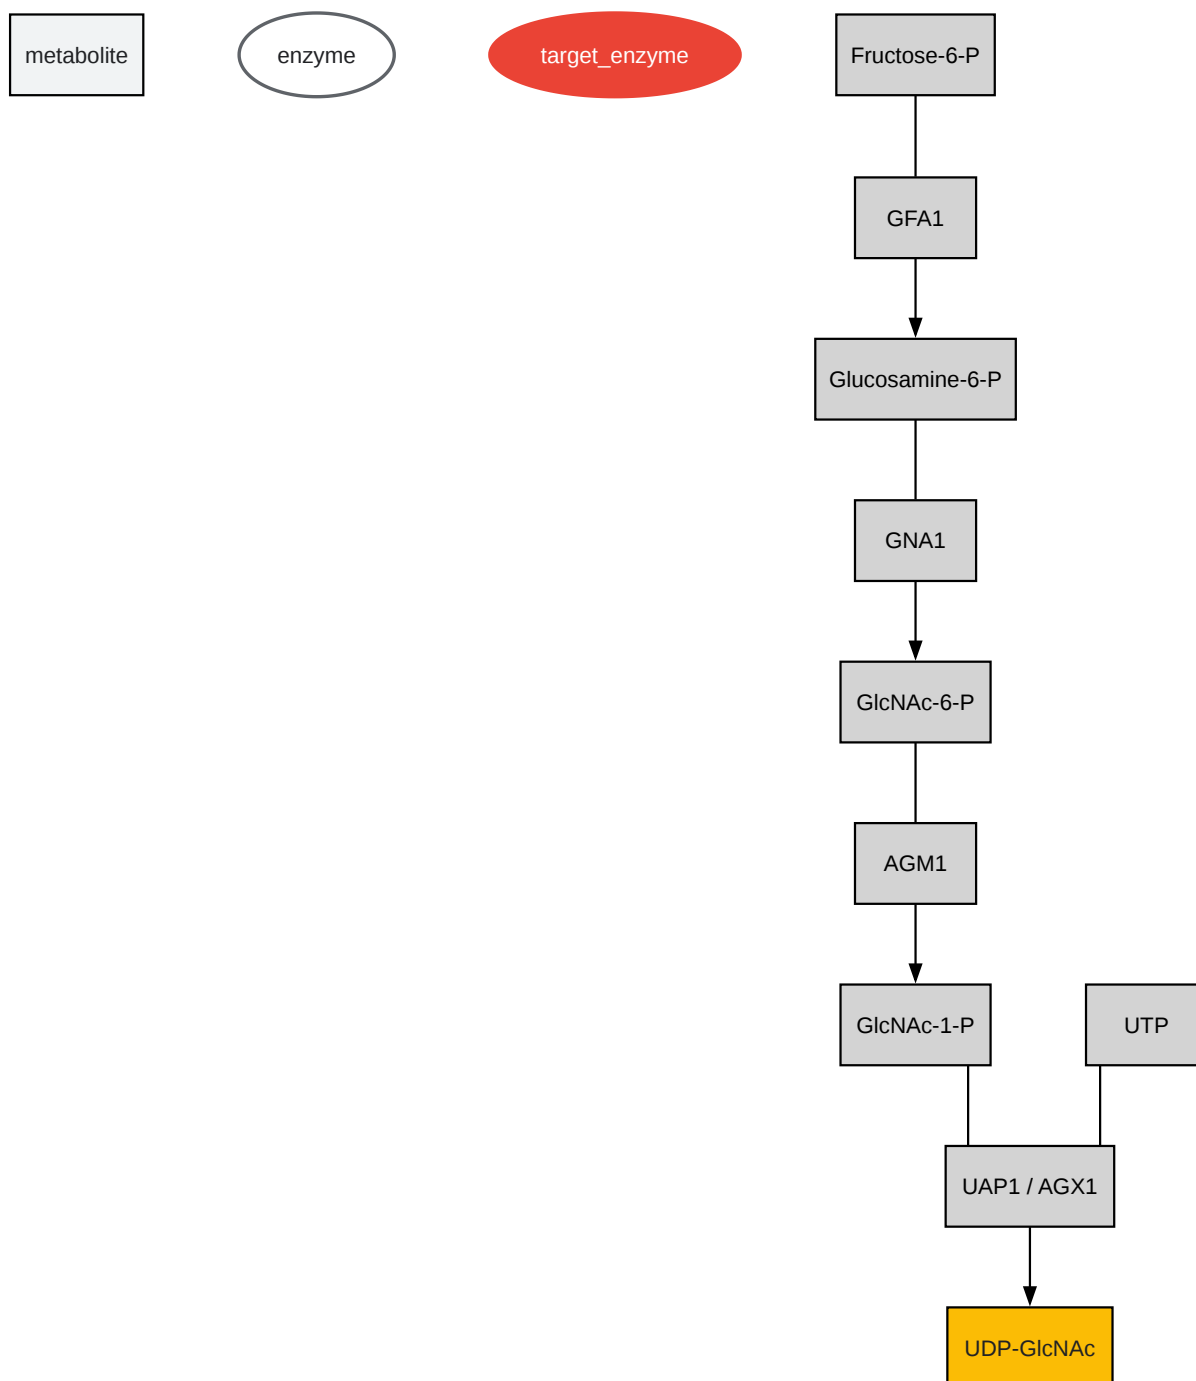 metabolite
enzyme
target_enzyme
Fructose-6-P
GFA1
Glucosamine-6-P
GNA1
GlcNAc-6-P
AGM1
GlcNAc-1-P
UTP
UAP1 / AGX1
UDP-GlcNAc